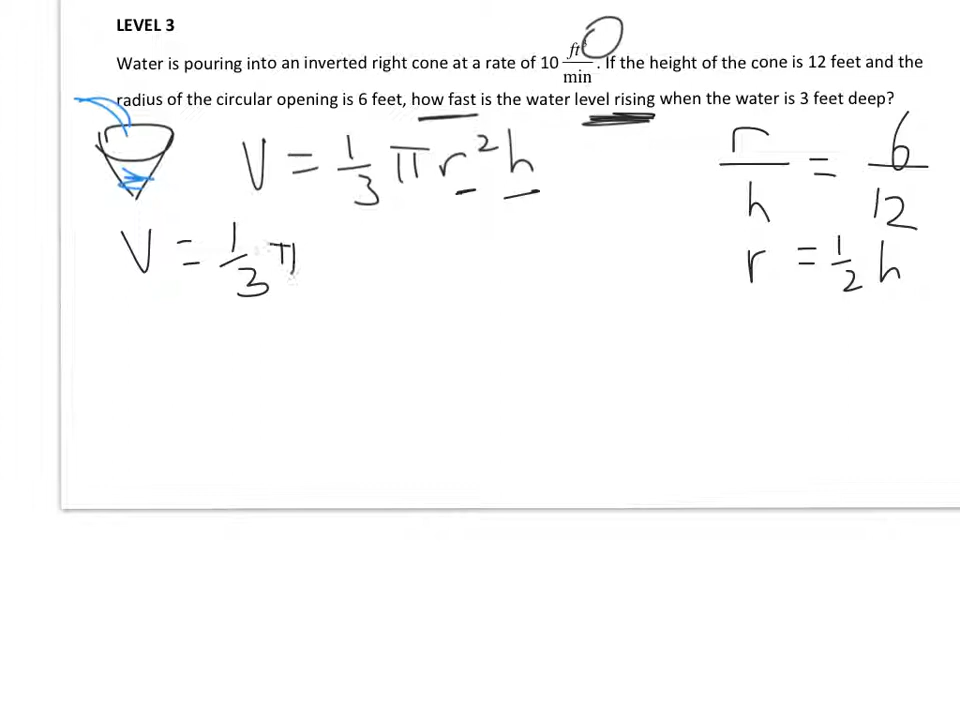 LEVEL 3
Water is pouring into an inverted right cone at a rate of 10 ft/min. If the height of the cone is 12 feet and the
radius of the circular opening is 6 feet, how fast is the water level rising when the water is 3 feet deep?
V = 1/3 π r²h
r/h = 6/12
V = 1/3 π
r = 1/2 h